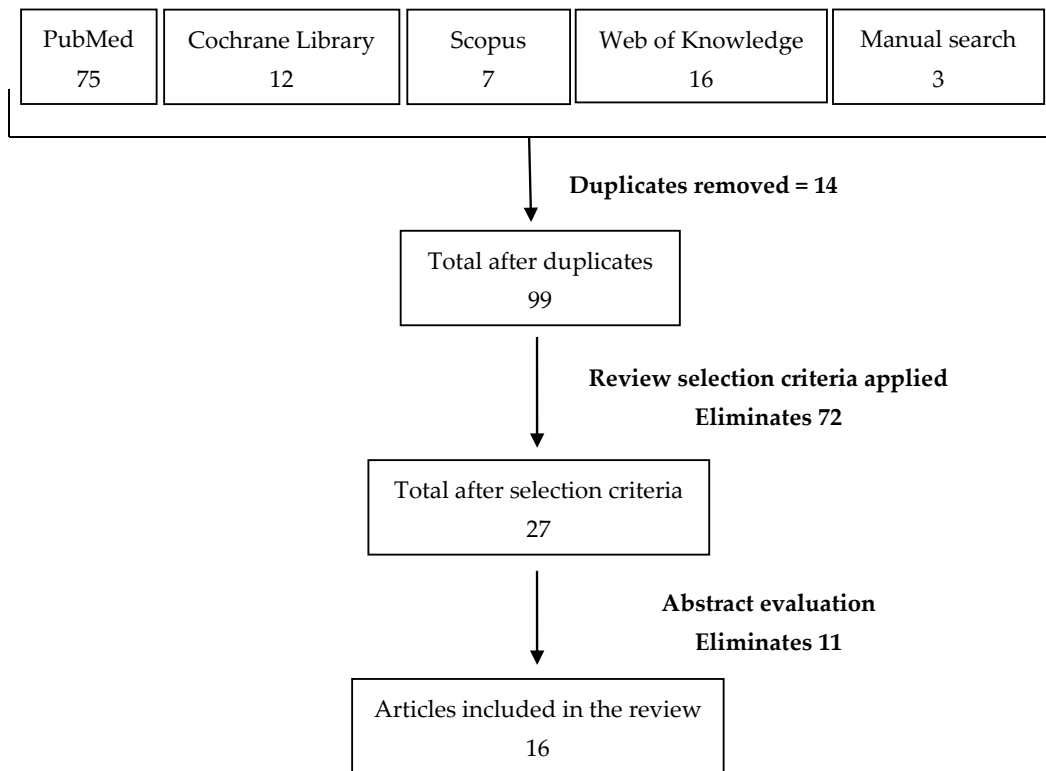 PubMed
75
Cochrane Library
12
Scopus
7
Web of Knowledge
16
Manual search
3
Duplicates removed = 14
Total after duplicates
99
Review selection criteria applied
Eliminates 72
Total after selection criteria
27
Abstract evaluation
Eliminates 11
Articles included in the review
16